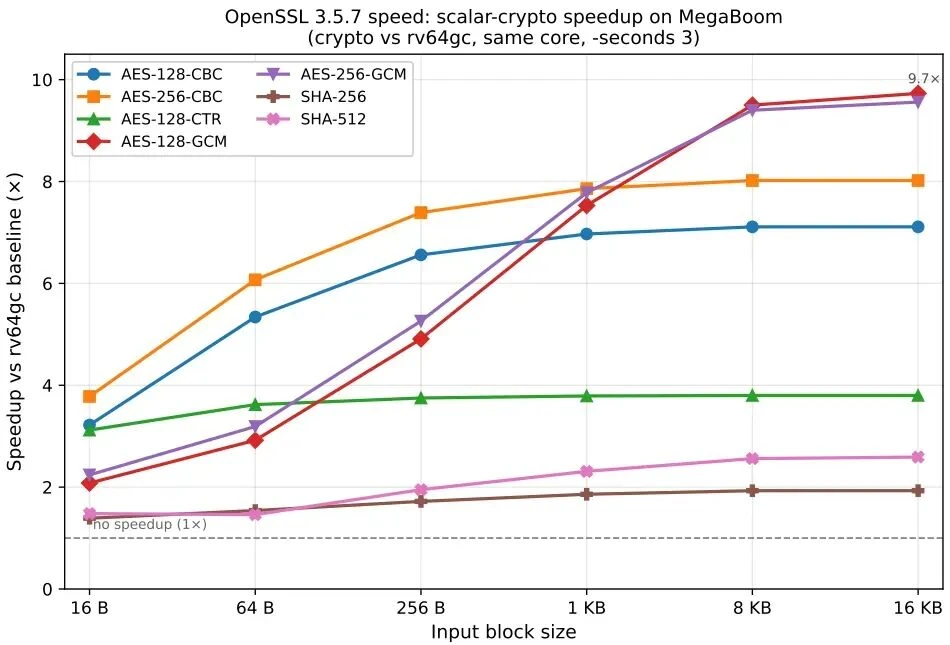 OpenSSL 3.5.7 speed: scalar-crypto speedup on MegaBoom
(crypto vs rv64gc, same core, -seconds 3)
AES-128-CBC
AES-256-CBC
AES-128-CTR
AES-128-GCM
AES-256-GCM
SHA-256
SHA-512
9.7×
Speedup vs rv64gc baseline (×)
10
8
6
4
2
0
no speedup (1×)
16 B
64 B
256 B
1 KB
8 KB
16 KB
Input block size